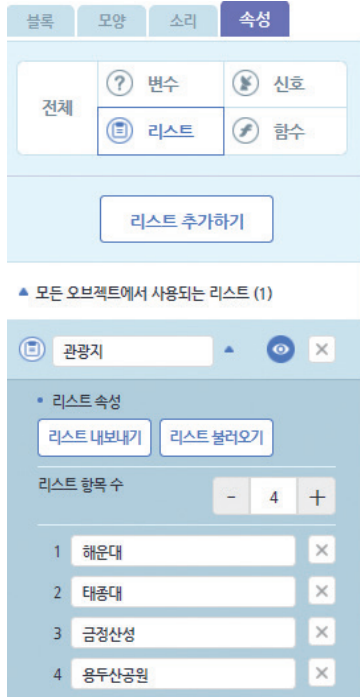 블록 모양 소리 속성
전체
? 변수 신호
리스트 f 함수
리스트 추가하기
모든 오브젝트에서 사용되는 리스트 (1)
관광지
리스트 속성
리스트 내보내기 리스트 불러오기
리스트 항목 수 - 4 +
1 해운대
2 태종대
3 금정산성
4 용두산공원